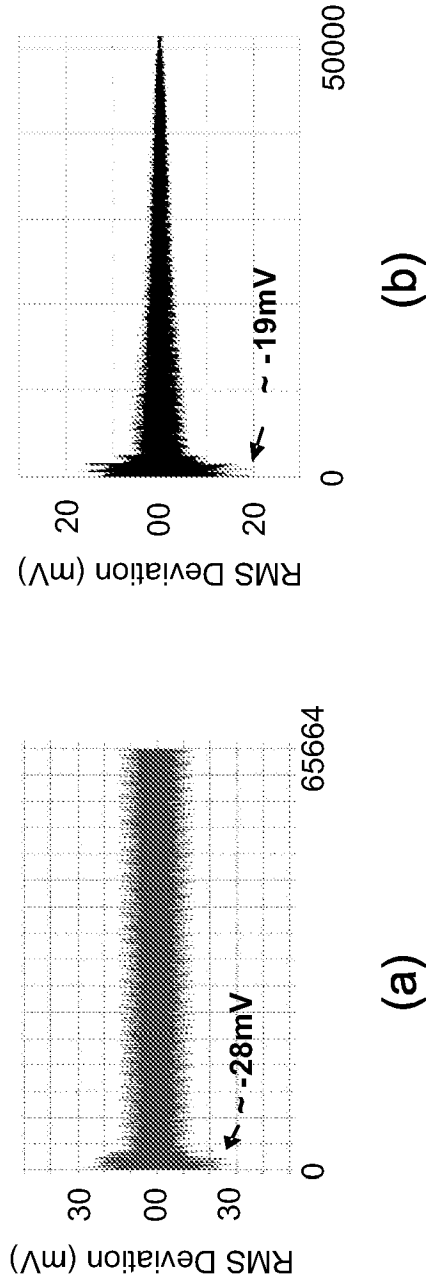 RMS Deviation (mV)
30
00
30
~ -28mV
0
65664
(a)
RMS Deviation (mV)
20
00
20
~ -19mV
0
50000
(b)